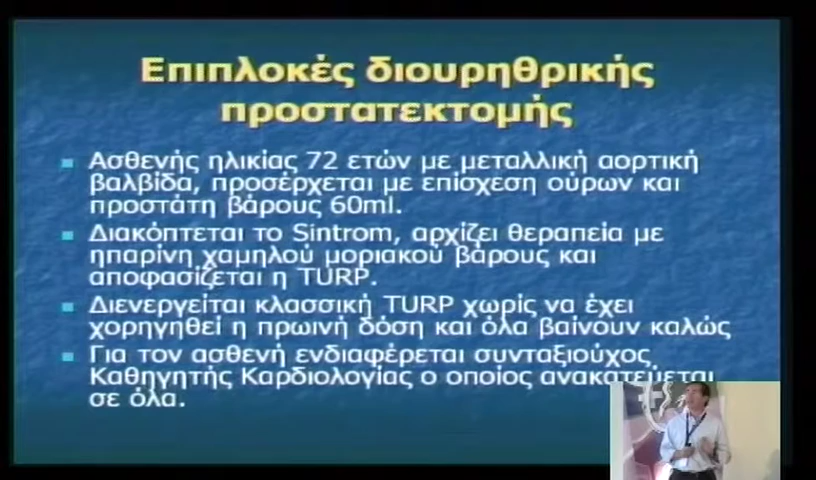 Επιπλοκές διουρηθρικής
προστατεκτομής
Ασθενής ηλικίας 72 ετών με μεταλλική αορτική
βαλβίδα, προσέρχεται με επίσχεση ούρων και
προστάτη βάρους 60ml.
Διακόπτεται το Sintrom, αρχίζει θεραπεία με
ηπαρίνη χαμηλού μοριακού βάρους και
αποφασίζεται η TURP.
Διενεργείται κλασσική TURP χωρίς να έχει
χορηγηθεί η πρωινή δόση και όλα βαίνουν καλώς
Για τον ασθενή ενδιαφέρεται συνταξιούχος
Καθηγητής Καρδιολογίας ο οποίος ανακατεύεται
σε όλα.